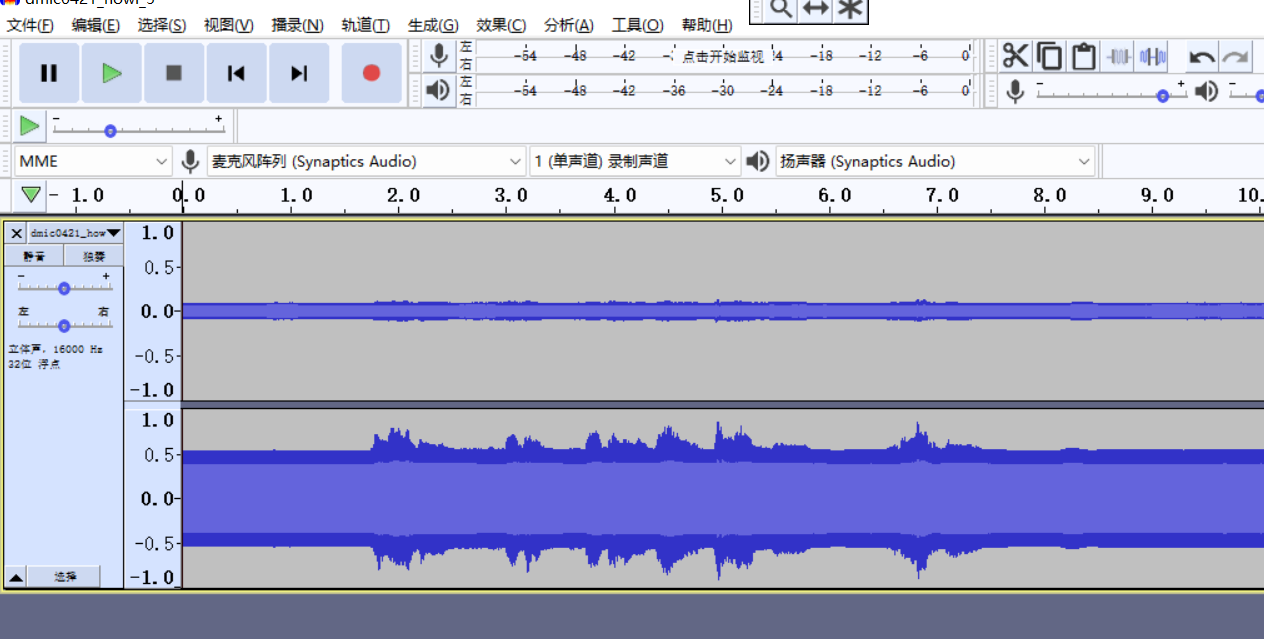 dmic0421_howl_9
文件(F) 编辑(E) 选择(S) 视图(V) 播录(N) 轨道(T) 生成(G) 效果(C) 分析(A) 工具(O) 帮助(H)
左 -54 -48 -42 点击开始监视 -18 -12 -6 0
右
左 -54 -48 -42 -36 -30 -24 -18 -12 -6 0
右
- +
- +
MME 麦克风阵列 (Synaptics Audio) 1 (单声道) 录制声道 扬声器 (Synaptics Audio)
- 1.0 0.0 1.0 2.0 3.0 4.0 5.0 6.0 7.0 8.0 9.0 10.
× dmic0421_how
静音 独奏
- +
左 右
立体声, 16000 Hz
32位 浮点
1.0
0.5
0.0
-0.5
-1.0
1.0
0.5
0.0
-0.5
-1.0
选择